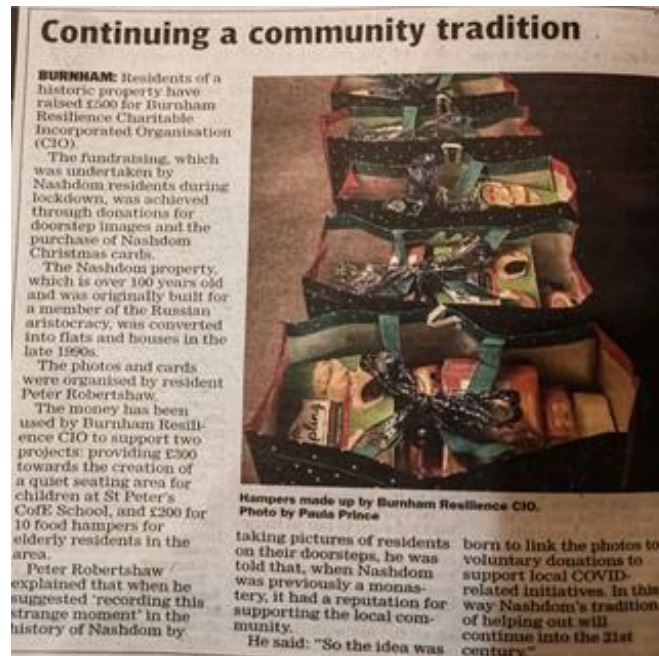 Continuing a community tradition
BURNHAM: Residents of a
historic property have
raised £500 for Burnham
Resilience Charitable
Incorporated Organisation
(CIO).
The fundraising, which
was undertaken by
Nashdom residents during
lockdown, was achieved
through donations for
doorstep images and the
purchase of Nashdom
Christmas cards.
The Nashdom property,
which is over 100 years old
and was originally built for
a member of the Russian
aristocracy, was converted
into flats and houses in the
late 1990s.
The photos and cards
were organised by resident
Peter Robertshaw.
The money has been
used by Burnham Resili-
ence CIO to support two
projects: providing £300
towards the creation of
a quiet seating area for
children at St Peter's
CofE School, and £200 for
10 food hampers for
elderly residents in the
area.
Peter Robertshaw
explained that when he
suggested 'recording this
strange moment' in the
history of Nashdom by
pling
Hampers made up by Burnham Resilience CIO.
Photo by Paula Prince
taking pictures of residents
on their doorsteps, he was
told that, when Nashdom
was previously a monas-
tery, it had a reputation for
supporting the local com-
munity.
He said: "So the idea was
born to link the photos to
voluntary donations to
support local COVID-
related initiatives. In this
way Nashdom's tradition
of helping out will
continue into the 21st
century."